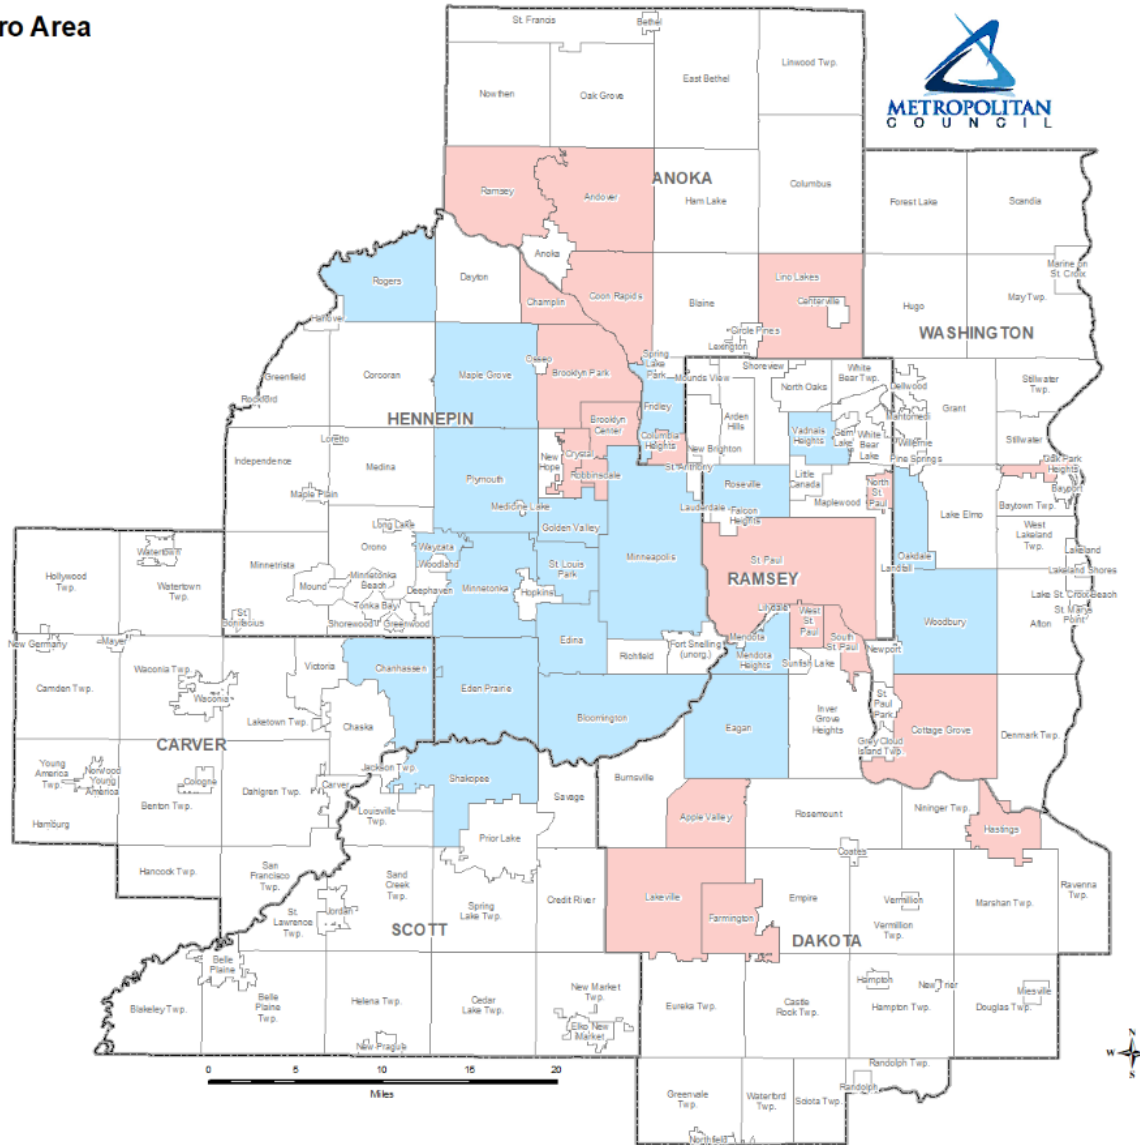 ro Area
METROPOLITAN
COUNCIL
St. Francis
Bethel
Linwood Twp.
East Bethel
Nowthen
Oak Grove
ANOKA
Ramsey
Andover
Ham Lake
Columbus
Forest Lake
Scandia
Anoka
Rogers
Dayton
Champlin
Coon Rapids
Blaine
Lino Lakes
Centerville
Hugo
May Twp.
Marine on
St. Croix
WASHINGTON
Hanover
Circle Pines
Lexington
Osseo
Spring
Lake
Park
Shoreview
White
Bear Twp.
Greenfield
Corcoran
Maple Grove
Brooklyn Park
Mounds View
North Oaks
Dellwood
Stillwater
Twp.
Rockford
Fridley
Grant
HENNEPIN
Brooklyn
Center
Arden
Hills
Mahtomedi
Loretto
Columbia
Heights
Vadnais
Heights
Gem
Lake
White
Bear
Lake
Willernie
Stillwater
Independence
Medina
Crystal
New
Hope
Robbinsdale
New Brighton
Pine Springs
Oak Park
Heights
Plymouth
St. Anthony
Roseville
Little
Canada
North
St.
Paul
Bayport
Maple Plain
Medicine Lake
Maplewood
Lake Elmo
Baytown Twp.
Long Lake
Golden Valley
Lauderdale
Falcon
Heights
West
Lakeland
Twp.
Watertown
Orono
Wayzata
Woodland
Minneapolis
St. Paul
Oakdale
Landfall
Lakeland
Hollywood
Twp.
Watertown
Twp.
Minnetrista
Mound
Minnetonka
Beach
Deephaven
Minnetonka
Hopkins
St. Louis
Park
RAMSEY
Lakeland Shores
Tonka Bay
Lake St. Croix Beach
St.
Bonifacius
Shorewood
Greenwood
Lilydale
West
St.
Paul
St. Marys
Point
New Germany
Mayer
Edina
Richfield
Fort Snelling
(unorg.)
Mendota
South
St. Paul
Newport
Woodbury
Afton
Mendota
Heights
Sunfish Lake
Waconia Twp.
Victoria
Chanhassen
Camden Twp.
Waconia
Eden Prairie
St.
Paul
Park
Laketown Twp.
Chaska
Bloomington
Eagan
Inver
Grove
Heights
Cottage Grove
Denmark Twp.
CARVER
Grey Cloud
Island Twp.
Young
America
Twp.
Norwood
Young
America
Cologne
Jackson Twp.
Shakopee
Burnsville
Benton Twp.
Dahlgren Twp.
Carver
Louisville
Twp.
Savage
Hamburg
Prior Lake
Apple Valley
Rosemount
Nininger Twp.
Hastings
Coates
Hancock Twp.
San
Francisco
Twp.
Sand
Creek
Twp.
Credit River
Lakeville
Empire
Vermillion
Marshan Twp.
Ravenna
Twp.
St.
Lawrence
Twp.
Jordan
Spring
Lake Twp.
Farmington
Vermillion
Twp.
SCOTT
DAKOTA
Belle
Plaine
Blakeley Twp.
Belle
Plaine
Twp.
Helena Twp.
Cedar
Lake Twp.
New Market
Twp.
Elko New
Market
Eureka Twp.
Castle
Rock Twp.
Hampton
New Trier
Miesville
Hampton Twp.
Douglas Twp.
New Prague
Randolph Twp.
Randolph
Greenvale
Twp.
Waterford
Twp.
Sciota Twp.
Northfield
0 5 10 15 20
Miles
N
W
S